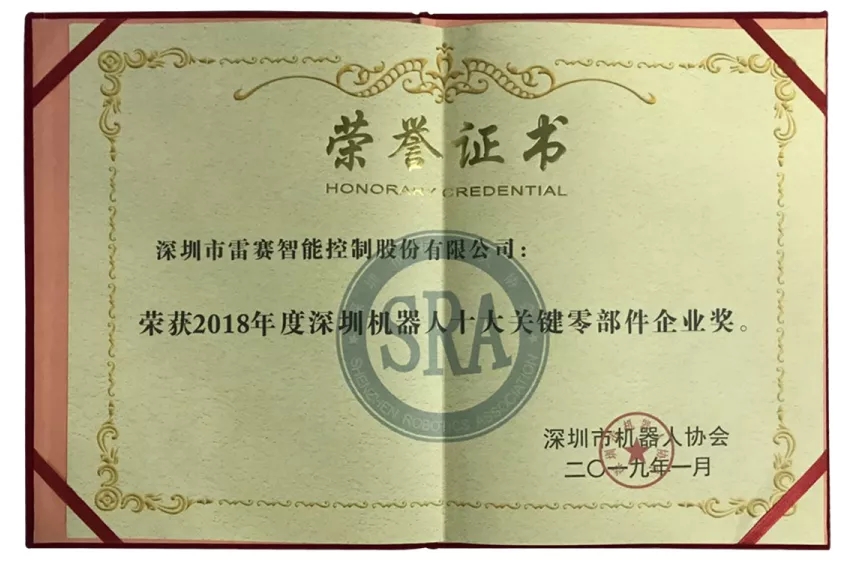 荣誉证书
HONORARY CREDENTIAL
深圳市雷赛智能控制股份有限公司：
荣获2018年度深圳机器人十大关键零部件企业奖。
SRA
SHENZHEN ROBOTICS ASSOCIATION
深圳市机器人协会
二〇一九年一月